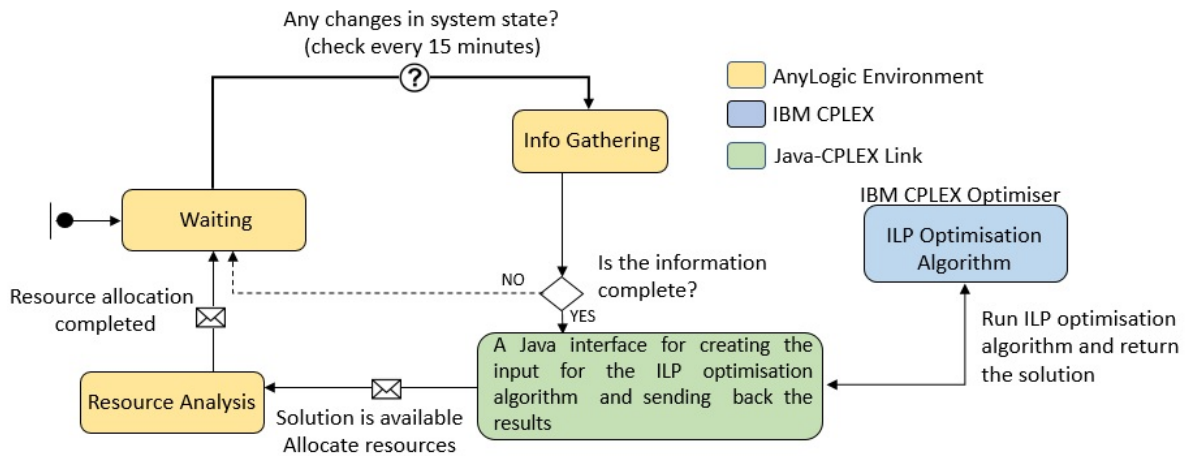 Any changes in system state?
(check every 15 minutes)
?
AnyLogic Environment
IBM CPLEX
Java-CPLEX Link
Info Gathering
IBM CPLEX Optimiser
ILP Optimisation
Algorithm
Waiting
Is the information
complete?
NO
YES
Resource allocation
completed
A Java interface for creating the
input for the ILP optimisation
algorithm and sending back the
results
Run ILP optimisation
algorithm and return
the solution
Resource Analysis
Solution is available
Allocate resources